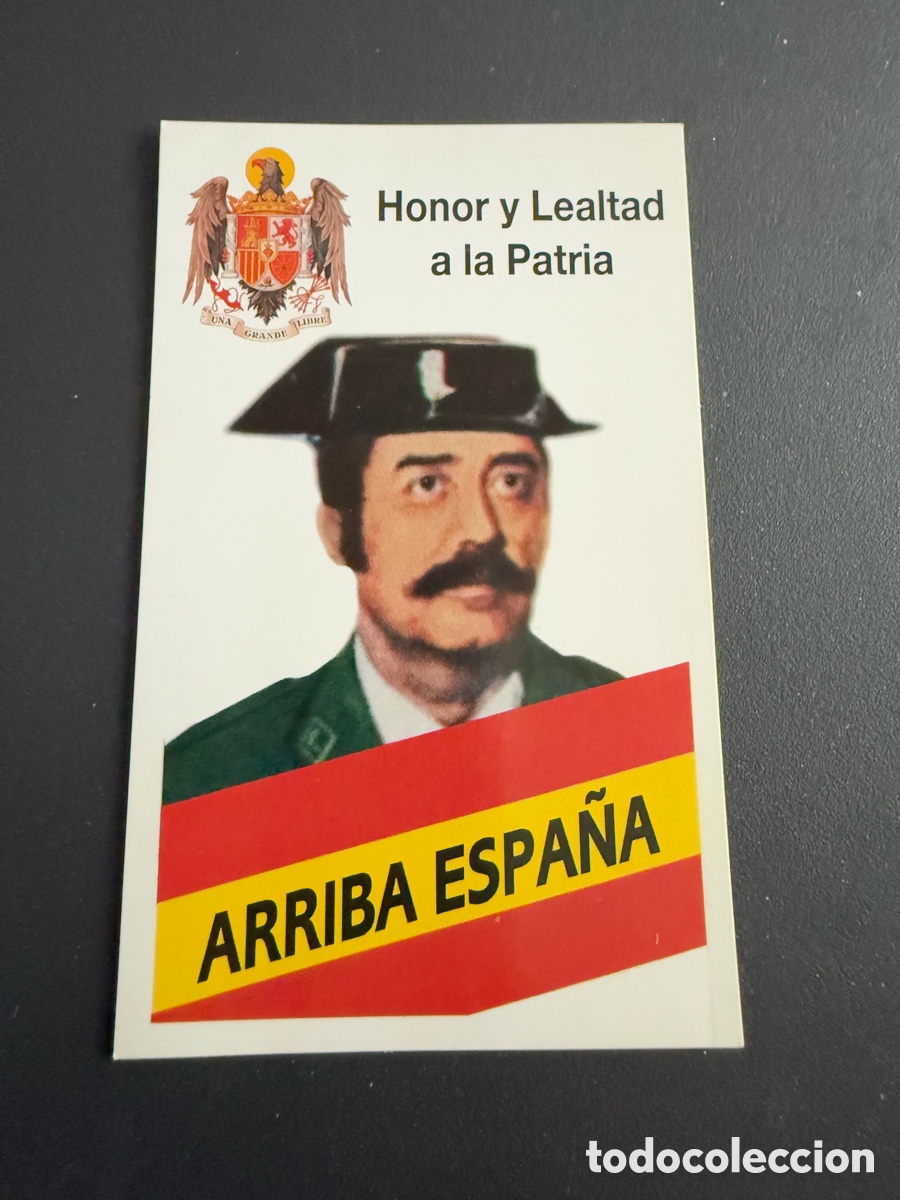 Honor y Lealtad
a la Patria
UNA GRANDE LIBRE
ARRIBA ESPAÑA
todocoleccion